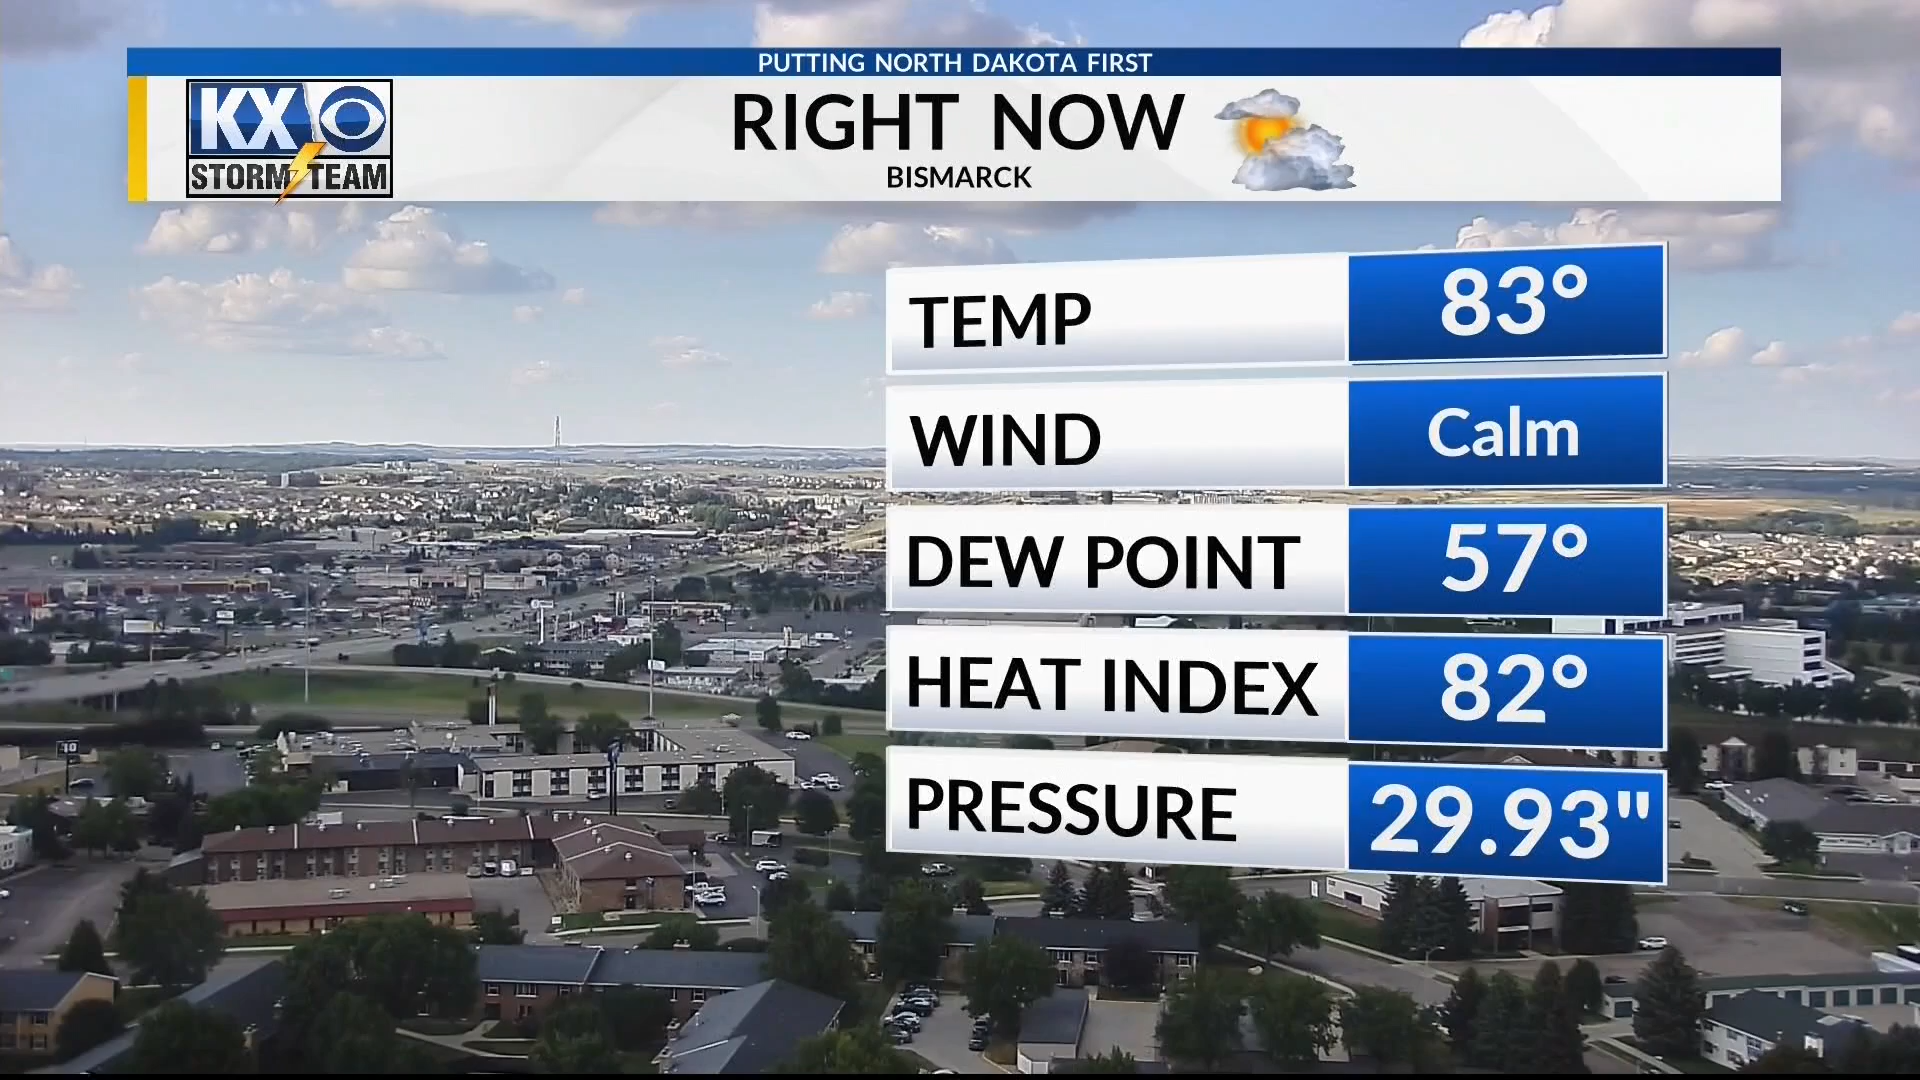 PUTTING NORTH DAKOTA FIRST
KX
STORM TEAM
RIGHT NOW
BISMARCK
TEMP 83°
WIND Calm
DEW POINT 57°
HEAT INDEX 82°
PRESSURE 29.93"